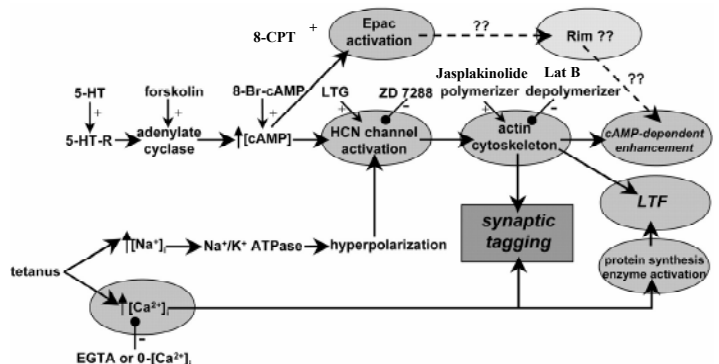 8-CPT +
Epac
activation
??
Rim ??
??
5-HT
forskolin
8-Br-cAMP
LTG
ZD 7288
Jasplakinolide
polymerizer
Lat B
depolymerizer
+
+
+
+
−
+
−
5-HT-R
adenylate
cyclase
[cAMP]
HCN channel
activation
actin
cytoskeleton
cAMP-dependent
enhancement
LTF
synaptic
tagging
[Na⁺]i
Na⁺/K⁺ ATPase
hyperpolarization
protein synthesis
enzyme activation
tetanus
[Ca²⁺]i
−
EGTA or 0-[Ca²⁺]i